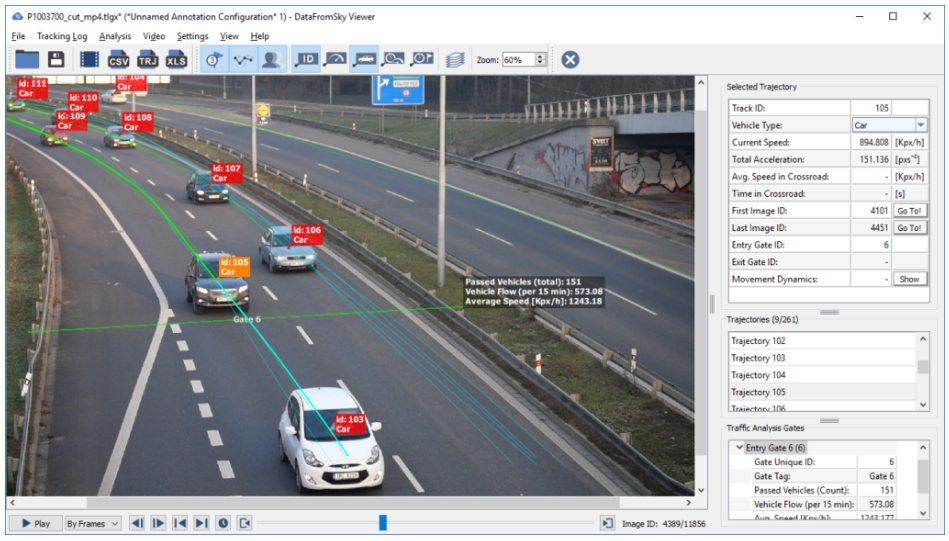 P1003700_cut_mp4.tlgx* (*Unnamed Annotation Configuration* 1) - DataFromSky Viewer
File Tracking Log Analysis Video Settings View Help
CSV TRJ XLS ID Zoom: 60%
id: 111
Car
id: 104
Car
id: 110
Car
id: 109
Car
id: 108
Car
id: 107
Car
id: 106
Car
id: 105
Car
Passed Vehicles (total): 151
Vehicle Flow (per 15 min): 573.08
Average Speed [Kpx/h]: 1243.18
Gate 6
id: 103
Car
Selected Trajectory
Track ID: 105
Vehicle Type: Car
Current Speed: 894.808 [Kpx/h]
Total Acceleration: 151.136 [pxs⁻²]
Avg. Speed in Crossroad: - [Kpx/h]
Time in Crossroad: - [s]
First Image ID: 4101 Go To!
Last Image ID: 4451 Go To!
Entry Gate ID: 6
Exit Gate ID: -
Movement Dynamics: - Show
Trajectories (9/261)
Trajectory 102
Trajectory 103
Trajectory 104
Trajectory 105
Trajectory 106
Traffic Analysis Gates
Entry Gate 6 (6)
Gate Unique ID: 6
Gate Tag: Gate 6
Passed Vehicles (Count): 151
Vehicle Flow (per 15 min): 573.08
Avg. Speed [Kpx/h]: 1243.177
Play By Frames Image ID: 4389/11856